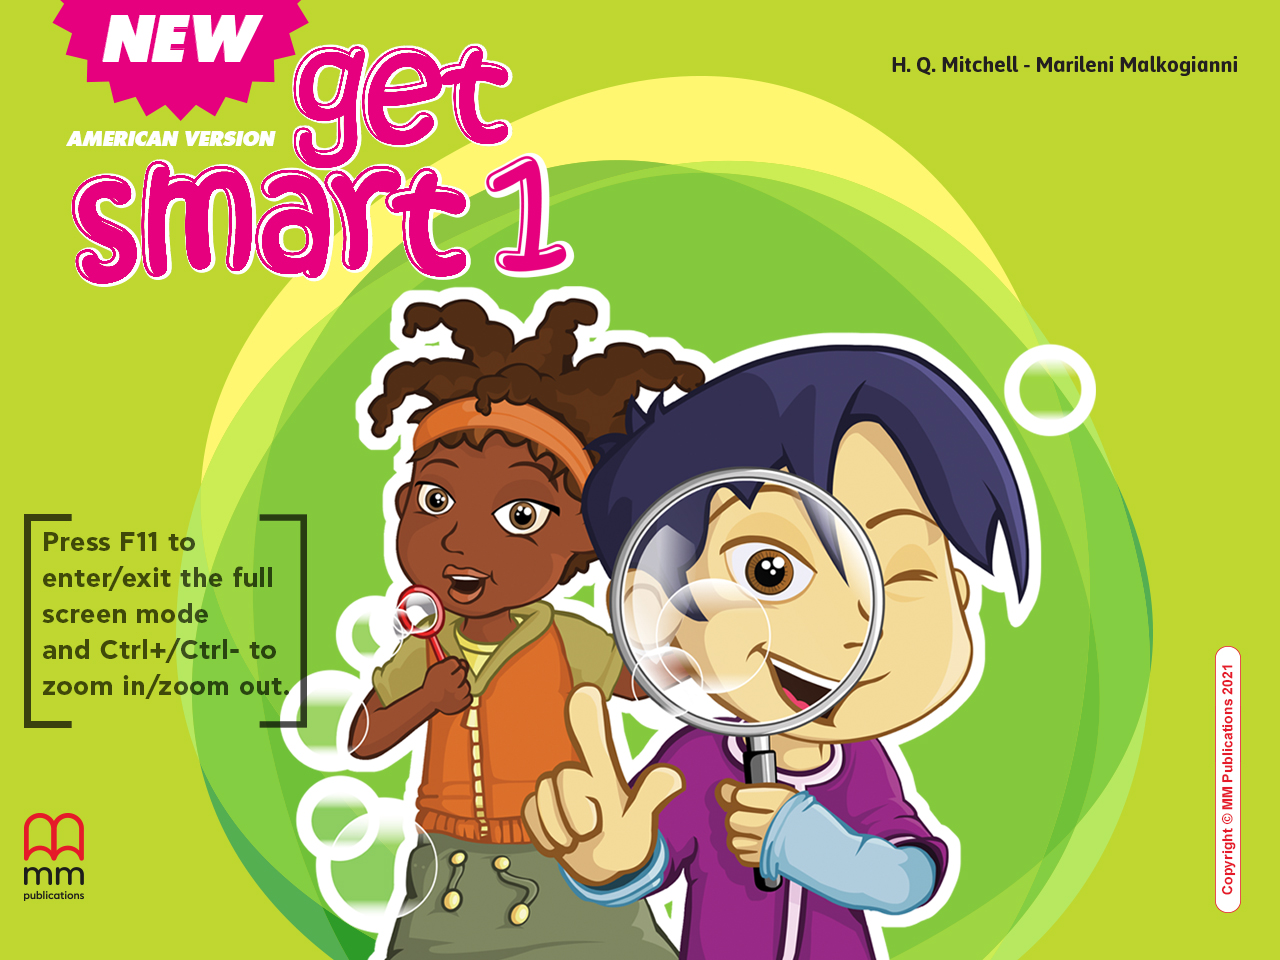 NEW
get
AMERICAN VERSION
smart 1
H. Q. Mitchell - Marileni Malkogianni
Press F11 to
enter/exit the full
screen mode
and Ctrl+/Ctrl- to
zoom in/zoom out.
mm
publications
Copyright © MM Publications 2021